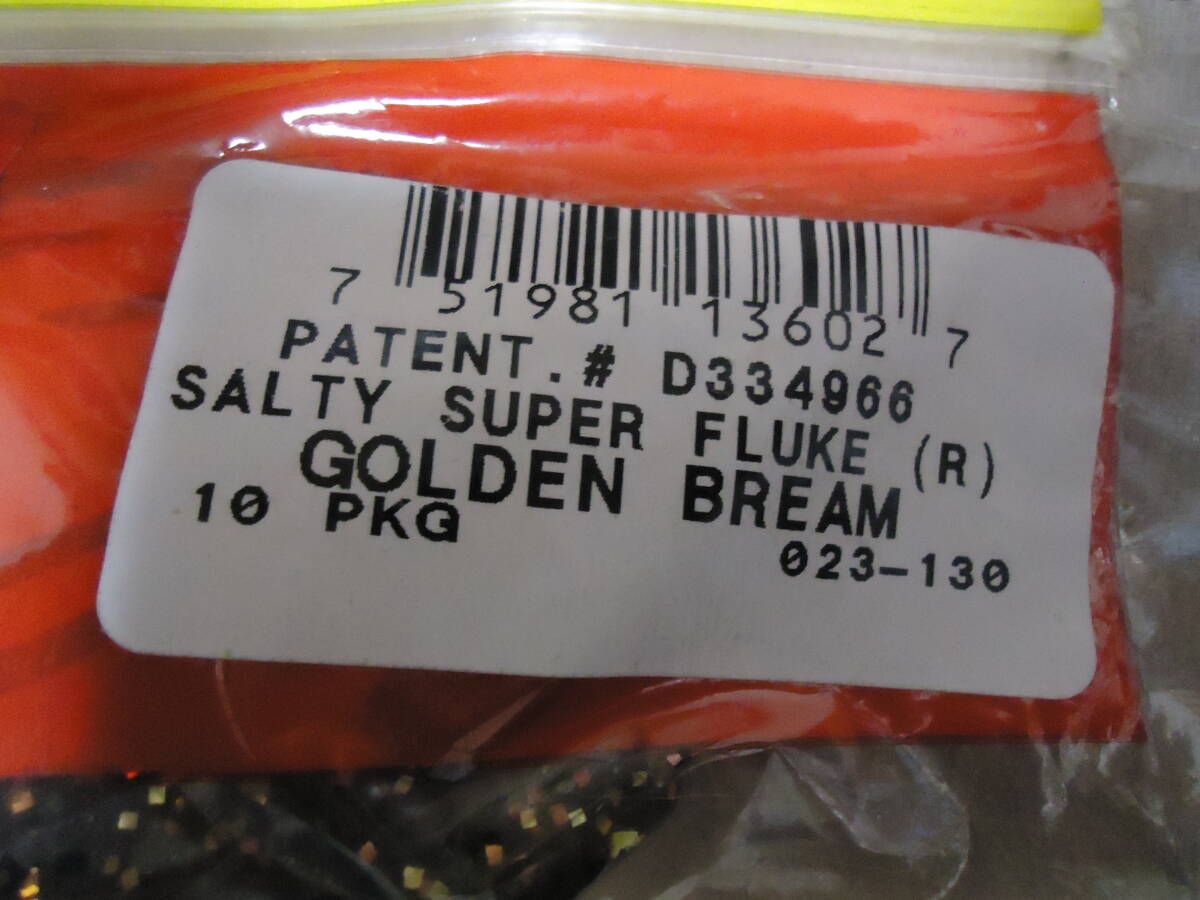 7 51981 13602 7
PATENT.# D334966
SALTY SUPER FLUKE (R)
GOLDEN BREAM
10 PKG
023-130